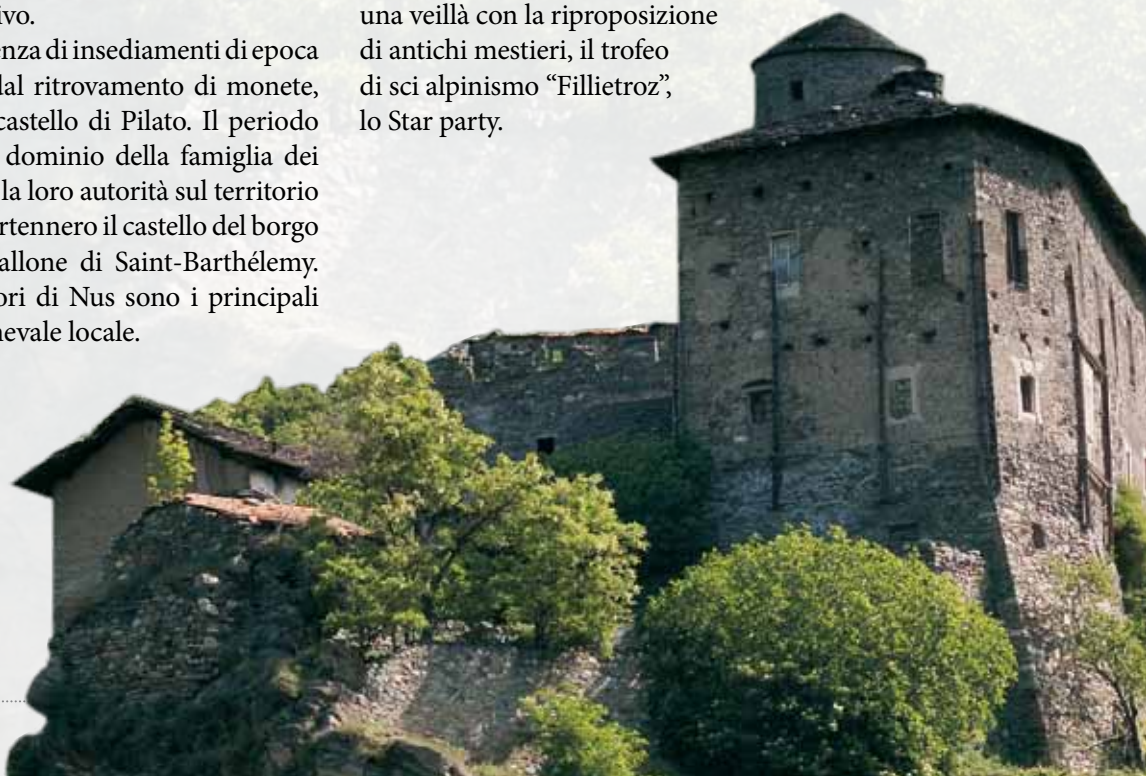 ivo.
enza di insediamenti di epoca
dal ritrovamento di monete,
castello di Pilato. Il periodo
dominio della famiglia dei
la loro autorità sul territorio
rtennero il castello del borgo
allone di Saint-Barthélemy.
ori di Nus sono i principali
nevale locale.
una veillà con la riproposizione
di antichi mestieri, il trofeo
di sci alpinismo “Fillietroz”,
lo Star party.